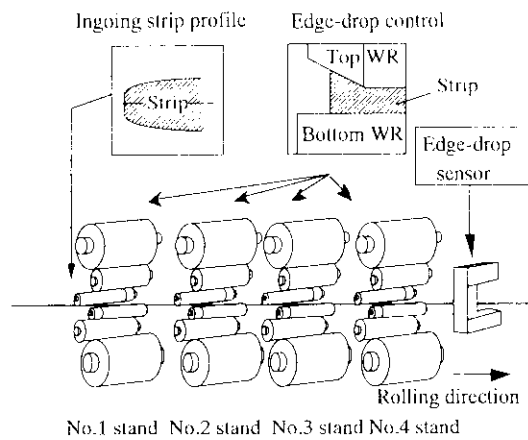 Ingoing strip profile
Edge-drop control
Strip
Top WR
Strip
Bottom WR
Edge-drop
sensor
Rolling direction
No.1 stand No.2 stand No.3 stand No.4 stand